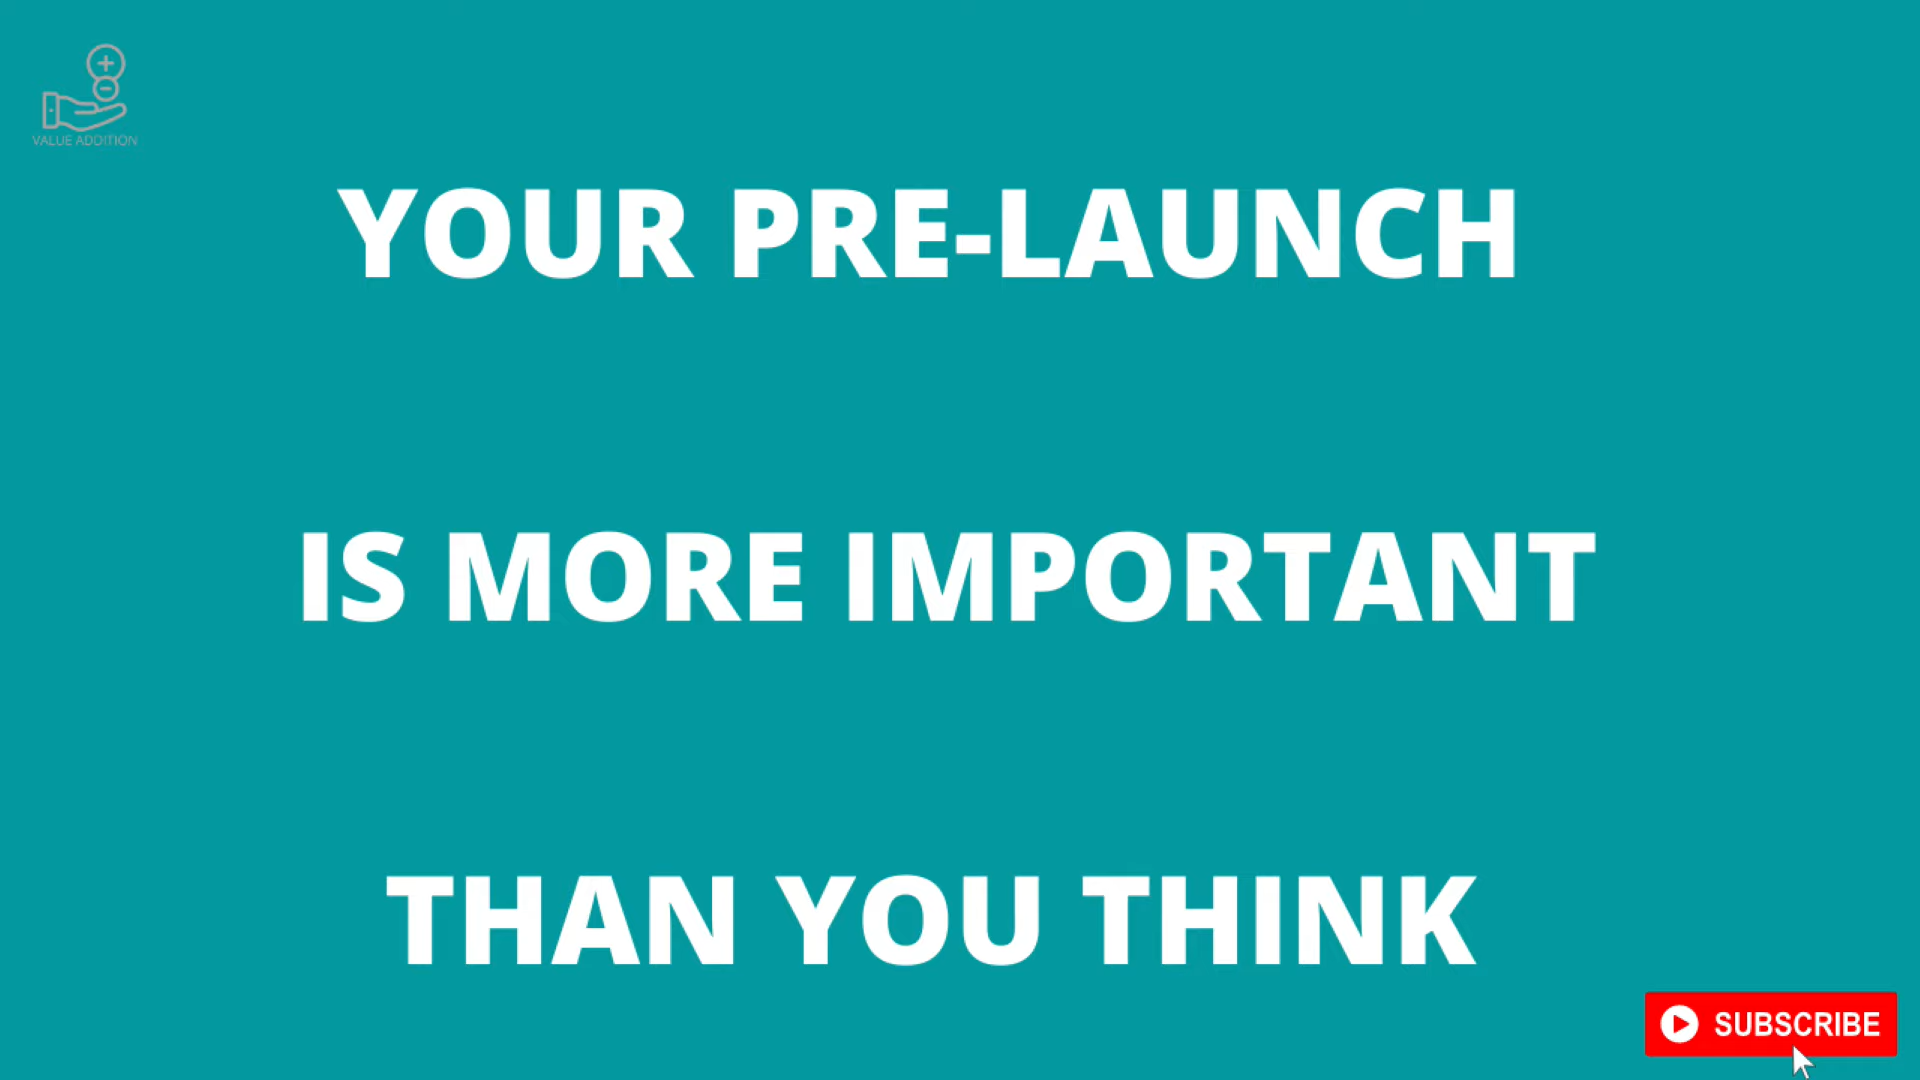 VALUE ADDITION
YOUR PRE-LAUNCH
IS MORE IMPORTANT
THAN YOU THINK
SUBSCRIBE